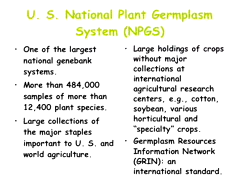 U. S. National Plant Germplasm
System (NPGS)
• One of the largest
national genebank
systems.
• More than 484,000
samples of more than
12,400 plant species.
• Large collections of
the major staples
important to U. S. and
world agriculture.
• Large holdings of crops
without major
collections at
international
agricultural research
centers, e.g., cotton,
soybean, various
horticultural and
"specialty" crops.
• Germplasm Resources
Information Network
(GRIN): an
international standard.